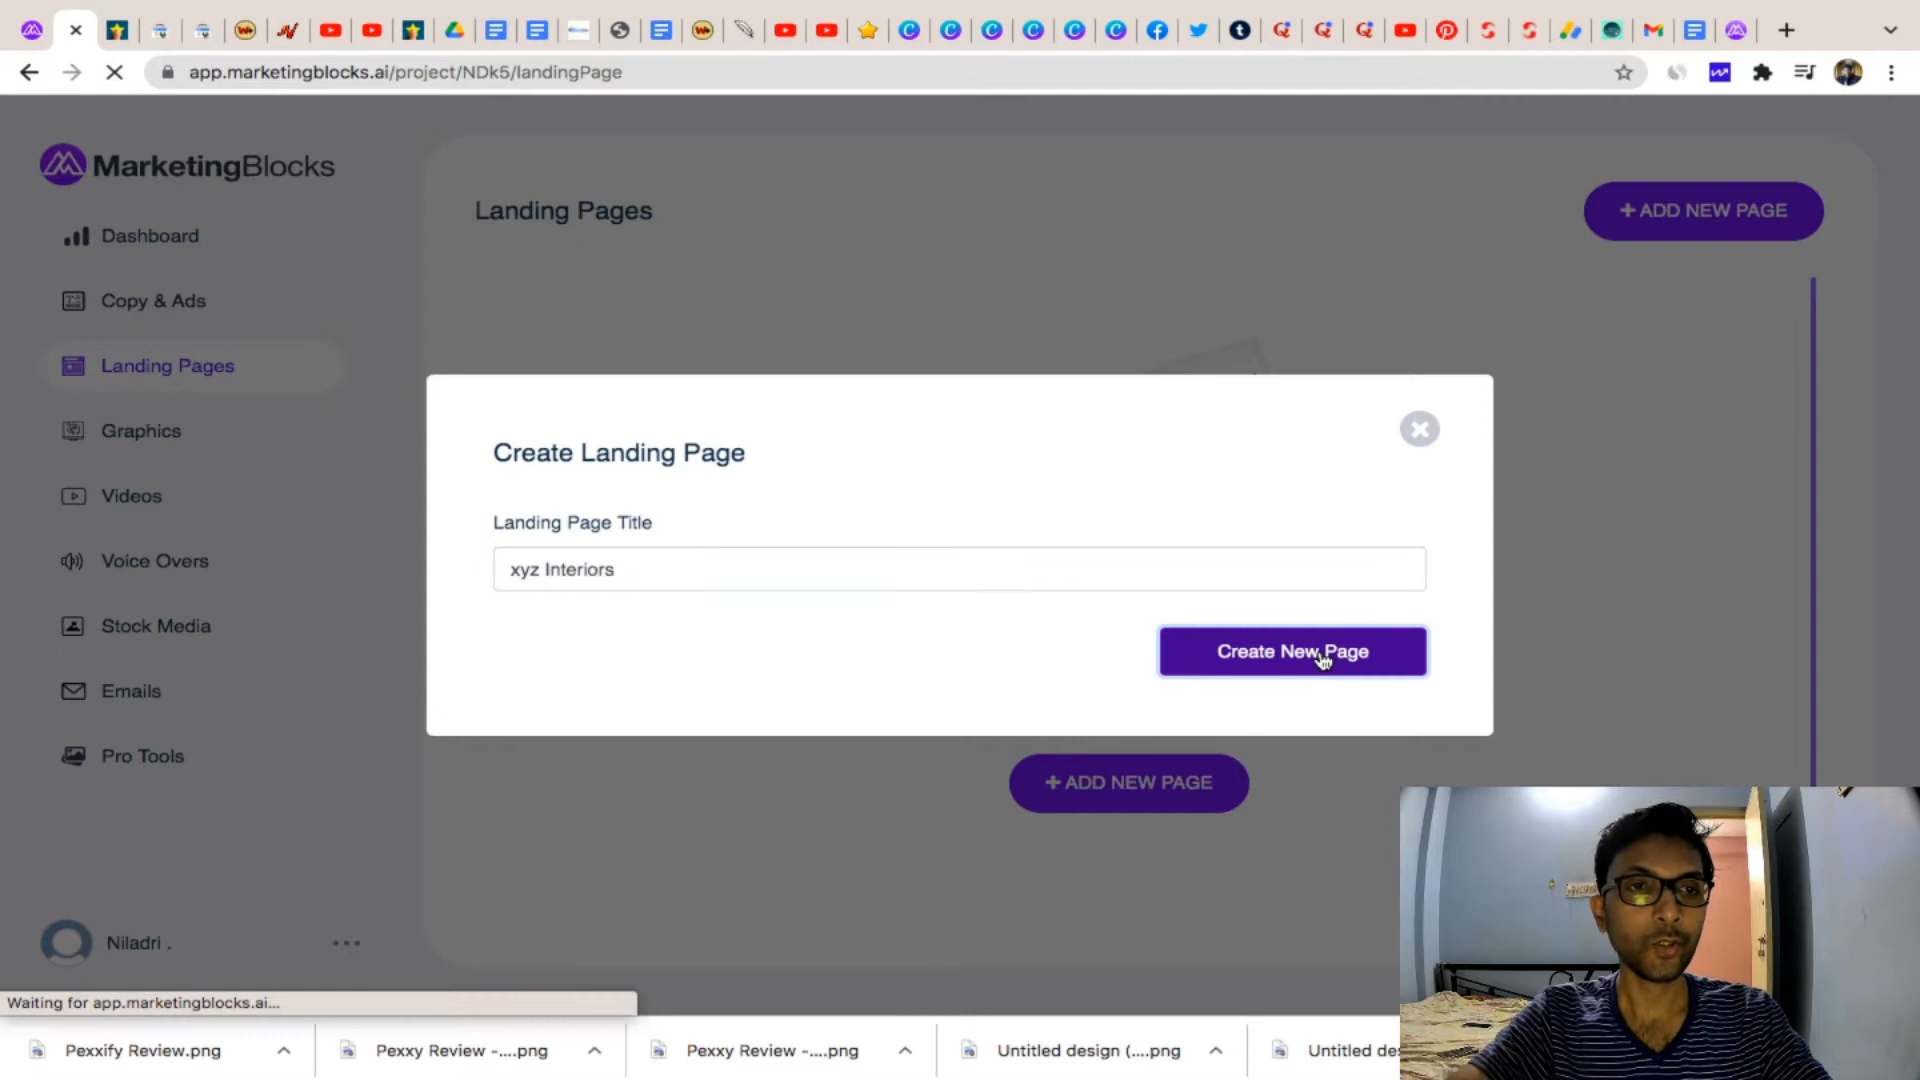 app.marketingblocks.ai/project/NDk5/landingPage
MarketingBlocks
Landing Pages
+ ADD NEW PAGE
Dashboard
Copy & Ads
Landing Pages
Graphics
Videos
Voice Overs
Stock Media
Emails
Pro Tools
Create Landing Page
Landing Page Title
xyz Interiors
Create New Page
+ ADD NEW PAGE
Niladri .
Waiting for app.marketingblocks.ai...
Pexxify Review.png
Pexxy Review -....png
Pexxy Review -....png
Untitled design (....png
Untitled des